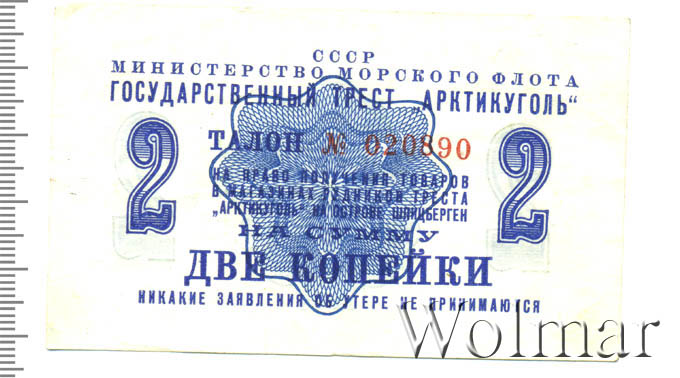 СССР
МИНИСТЕРСТВО МОРСКОГО ФЛОТА
ГОСУДАРСТВЕННЫЙ ТРЕСТ „АРКТИКУГОЛЬ“
ТАЛОН № 020890
2 2
НА ПРАВО ПОЛУЧЕНИЯ ТОВАРОВ
В МАГАЗИНАХ РУДНИКОВ ТРЕСТА
„АРКТИКУГОЛЬ“ НА ОСТРОВЕ ШПИЦБЕРГЕН
НА СУММУ
ДВЕ КОПЕЙКИ
НИКАКИЕ ЗАЯВЛЕНИЯ ОБ УТЕРЕ НЕ ПРИНИМАЮТСЯ
Wolmar